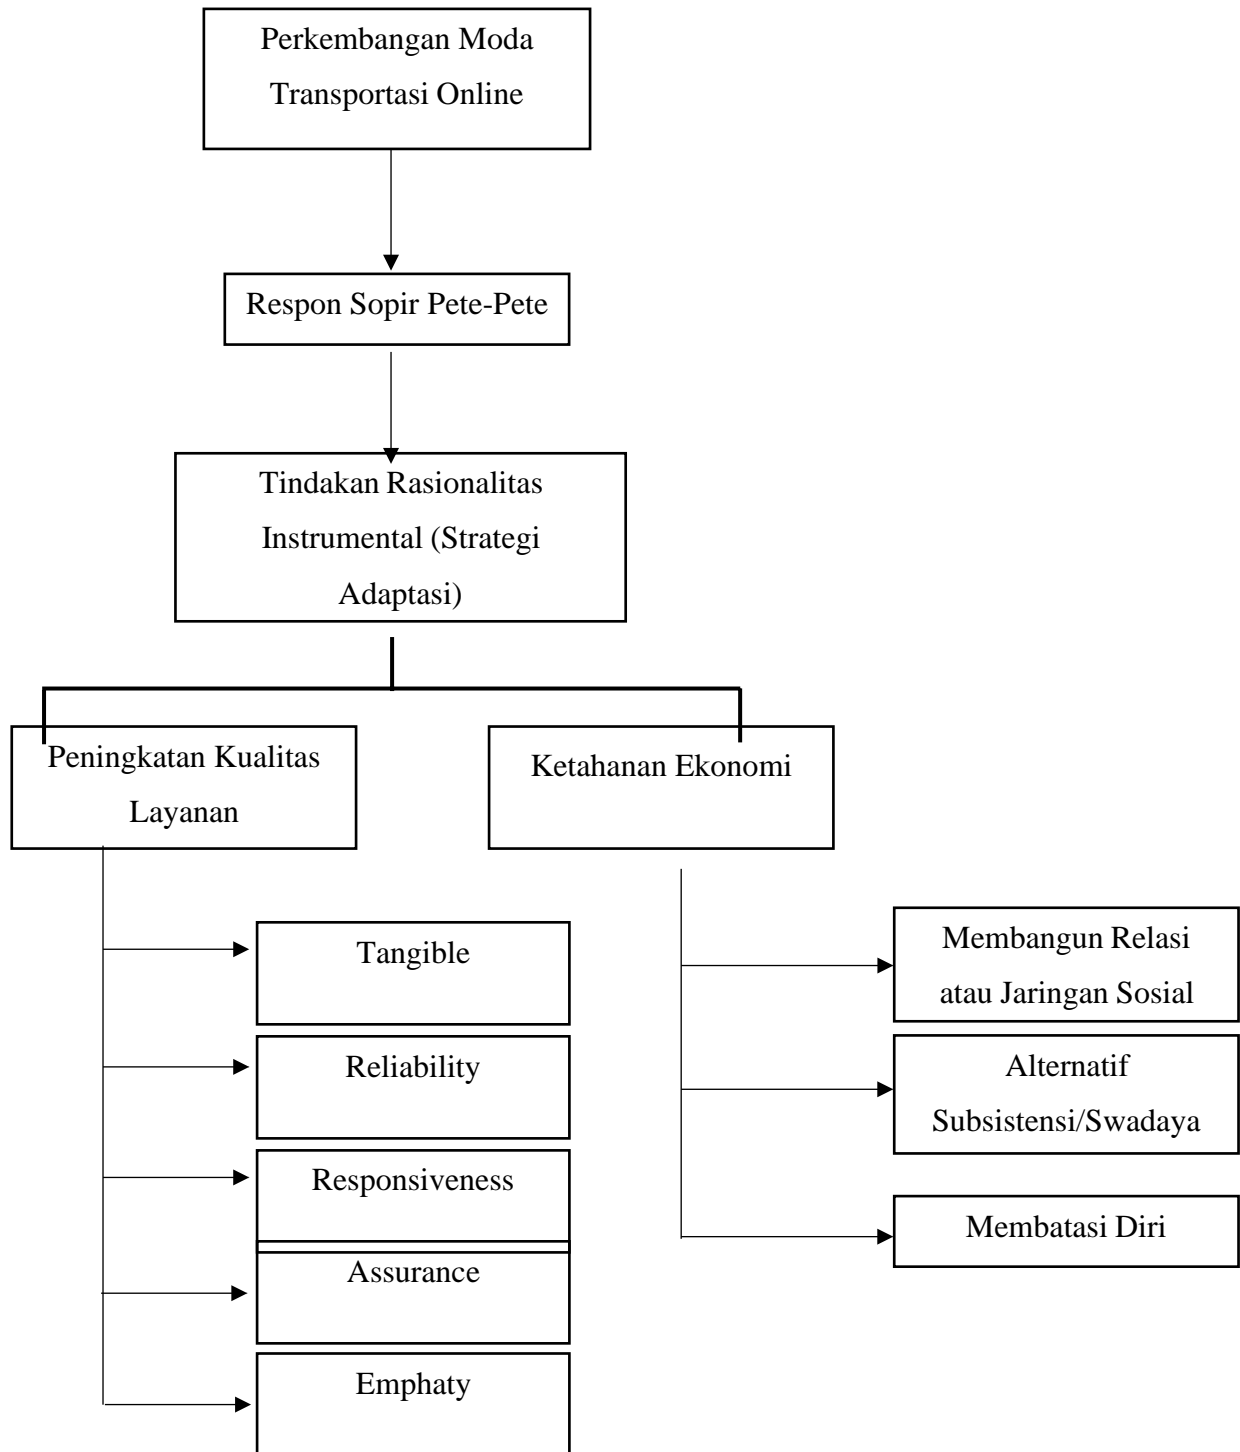 Perkembangan Moda
Transportasi Online
Respon Sopir Pete-Pete
Tindakan Rasionalitas
Instrumental (Strategi
Adaptasi)
Peningkatan Kualitas
Layanan
Ketahanan Ekonomi
Tangible
Reliability
Responsiveness
Assurance
Emphaty
Membangun Relasi
atau Jaringan Sosial
Alternatif
Subsistensi/Swadaya
Membatasi Diri